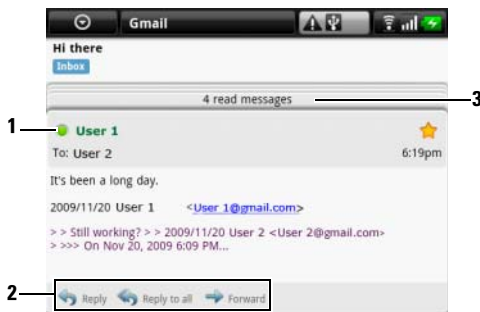 Gmail
Hi there
Inbox
4 read messages
3
1
User 1
To: User 2
6:19pm
It's been a long day.
2009/11/20 User 1 <User 1@gmail.com>
> > Still working? > > 2009/11/20 User 2 <User 2@gmail.com>
> >>> On Nov 20, 2009 6:09 PM...
2
Reply Reply to all Forward